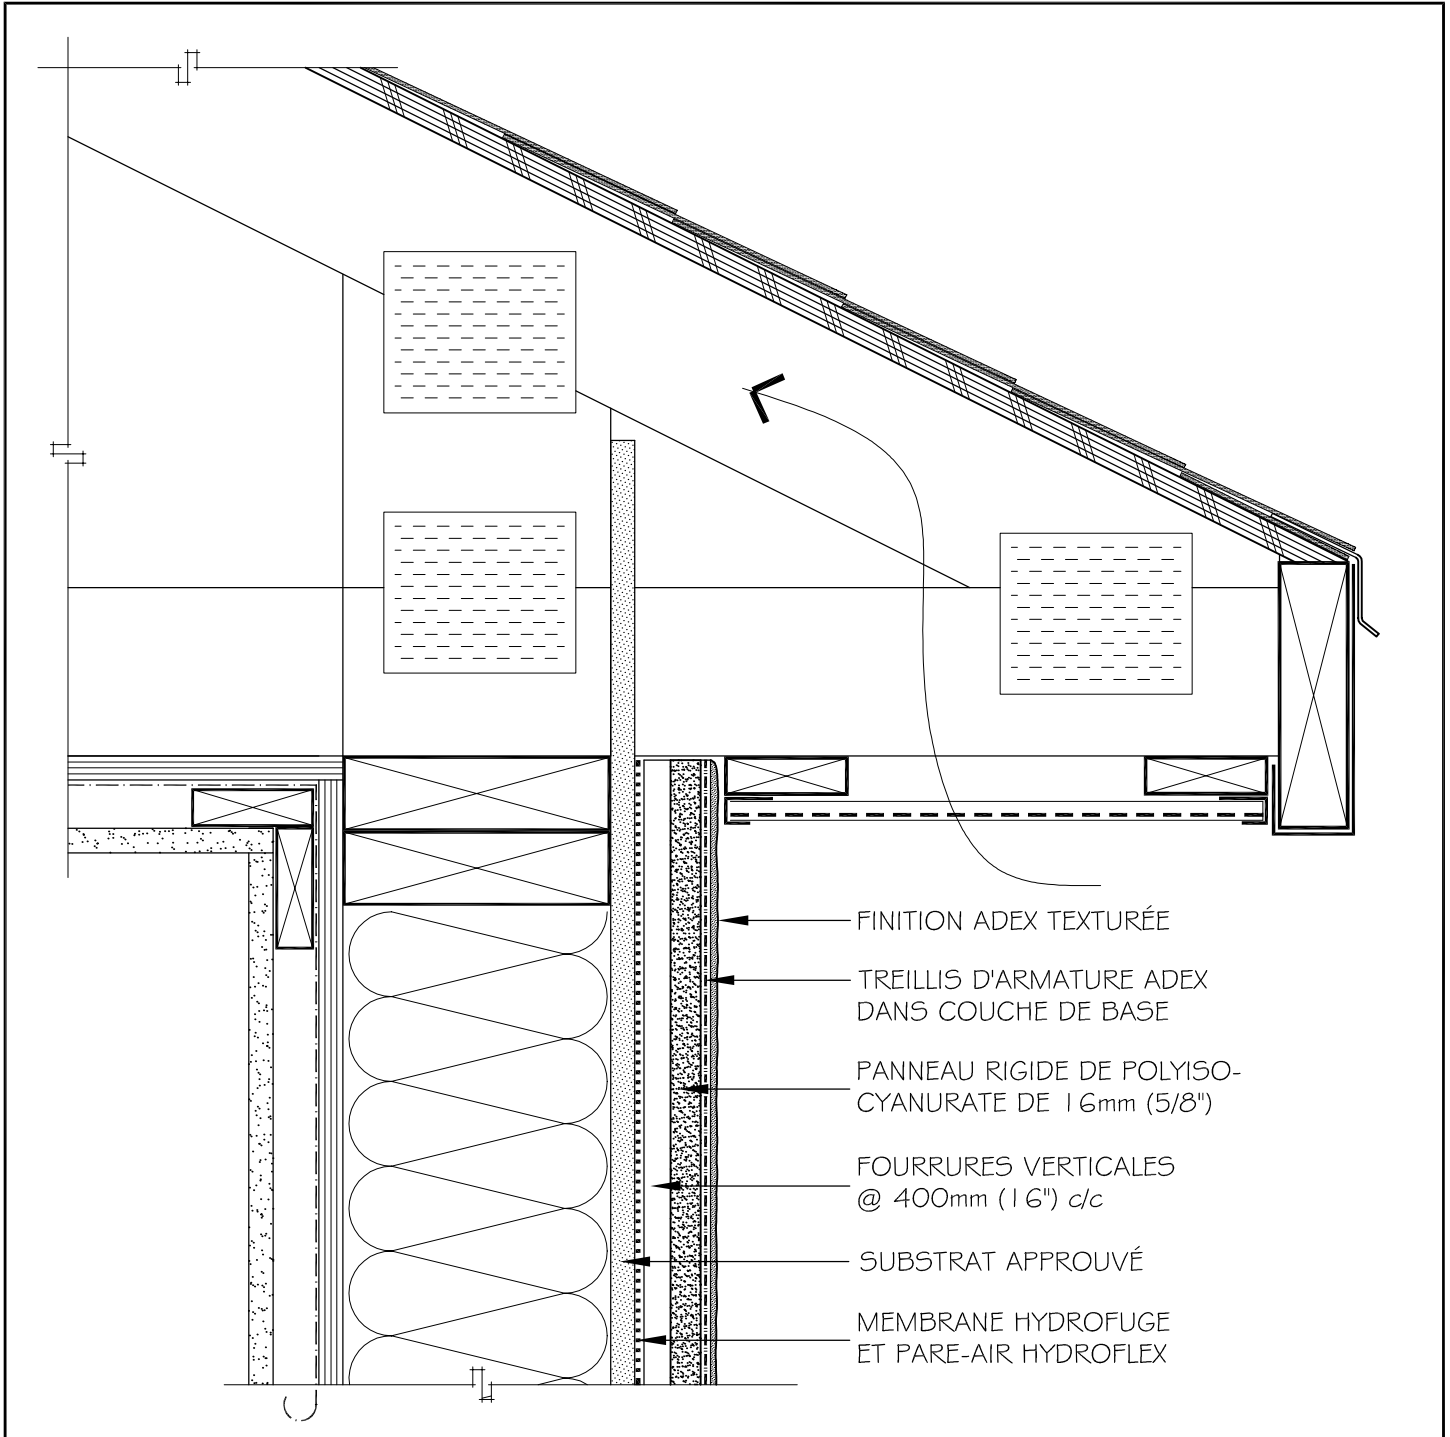 FINITION ADEX TEXTURÉE
TREILLIS D'ARMATURE ADEX
DANS COUCHE DE BASE
PANNEAU RIGIDE DE POLYISO-
CYANURATE DE 16mm (5/8")
FOURRURES VERTICALES
@ 400mm (16") c/c
SUBSTRAT APPROUVÉ
MEMBRANE HYDROFUGE
ET PARE-AIR HYDROFLEX